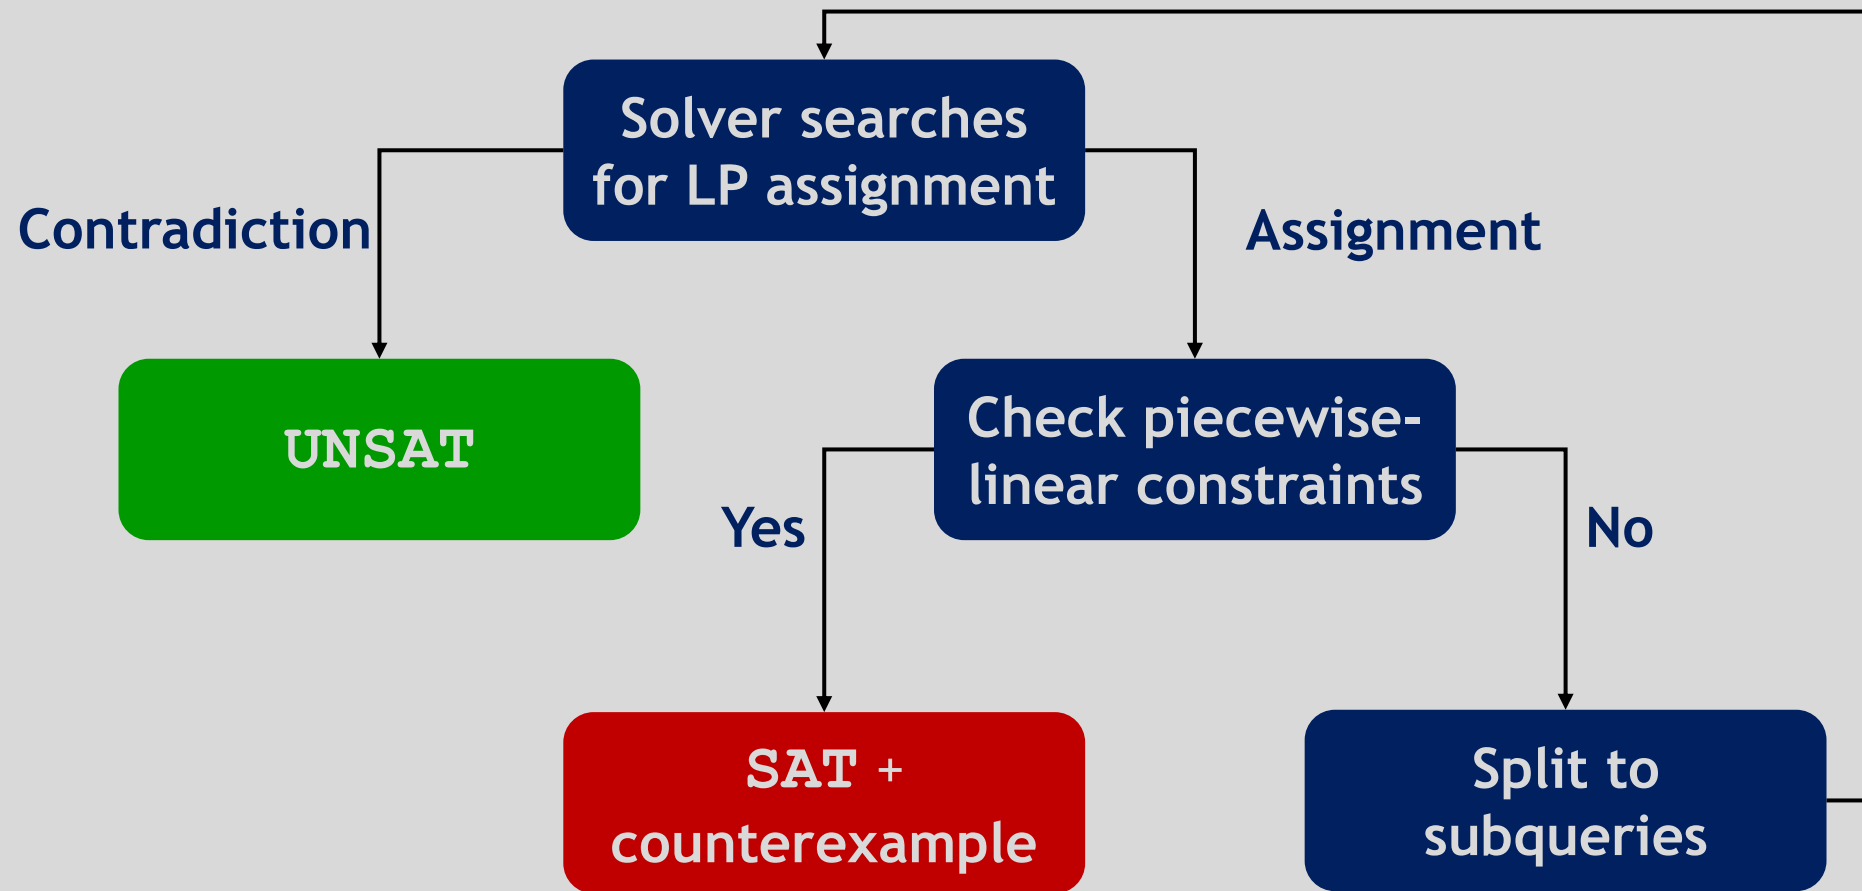 Solver searches
for LP assignment
Contradiction
Assignment
UNSAT
Check piecewise-
linear constraints
Yes
No
SAT +
counterexample
Split to
subqueries